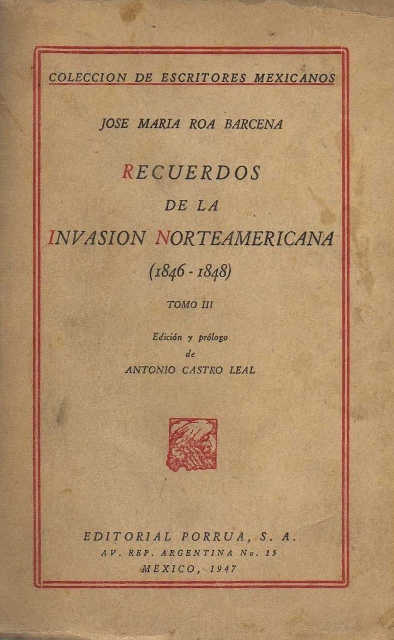 COLECCION DE ESCRITORES MEXICANOS
JOSE MARIA ROA BARCENA
RECUERDOS
DE LA
INVASION NORTEAMERICANA
(1846 - 1848)
TOMO III
Edición y prólogo
de
ANTONIO CASTRO LEAL
EDITORIAL PORRUA, S. A.
AV. REP. ARGENTINA No. 15
MEXICO, 1947